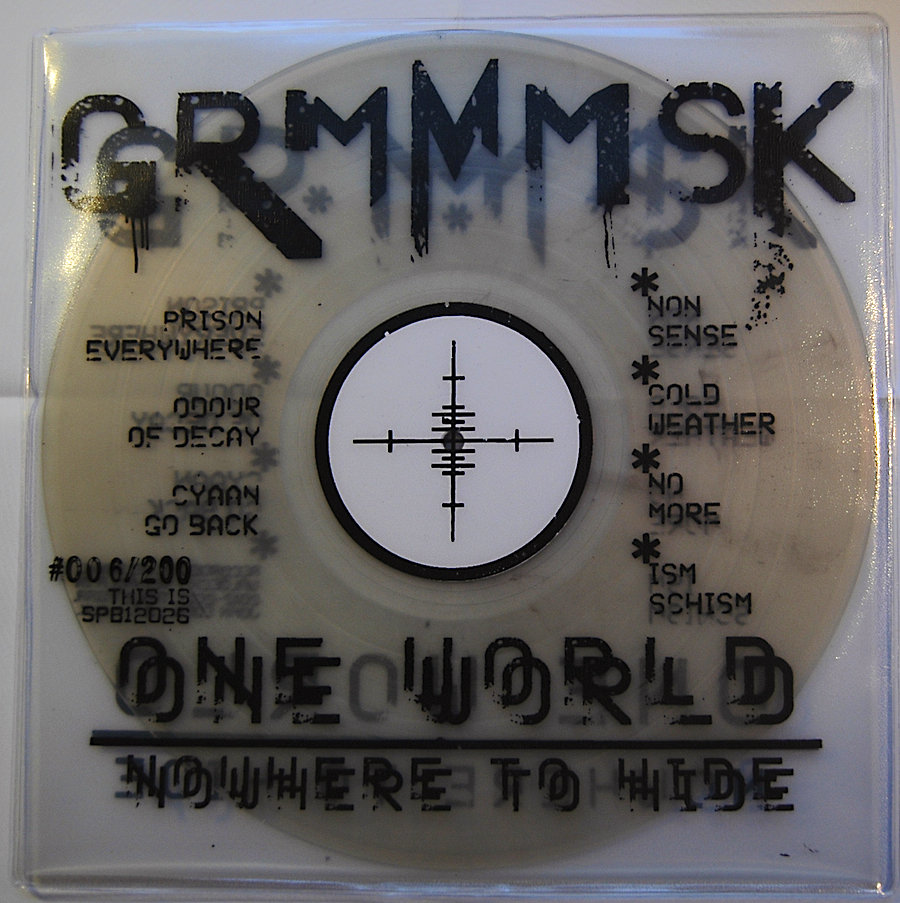 GRMMMSK
* PRISON
EVERYWHERE
* ODOUR
OF DECAY
* CYAAN
GO BACK
*
#006/200
THIS IS
SPB12026
* NON
SENSE
* COLD
WEATHER
* NO
MORE
* ISM
SCHISM
ONE WORLD
NOWHERE TO HIDE